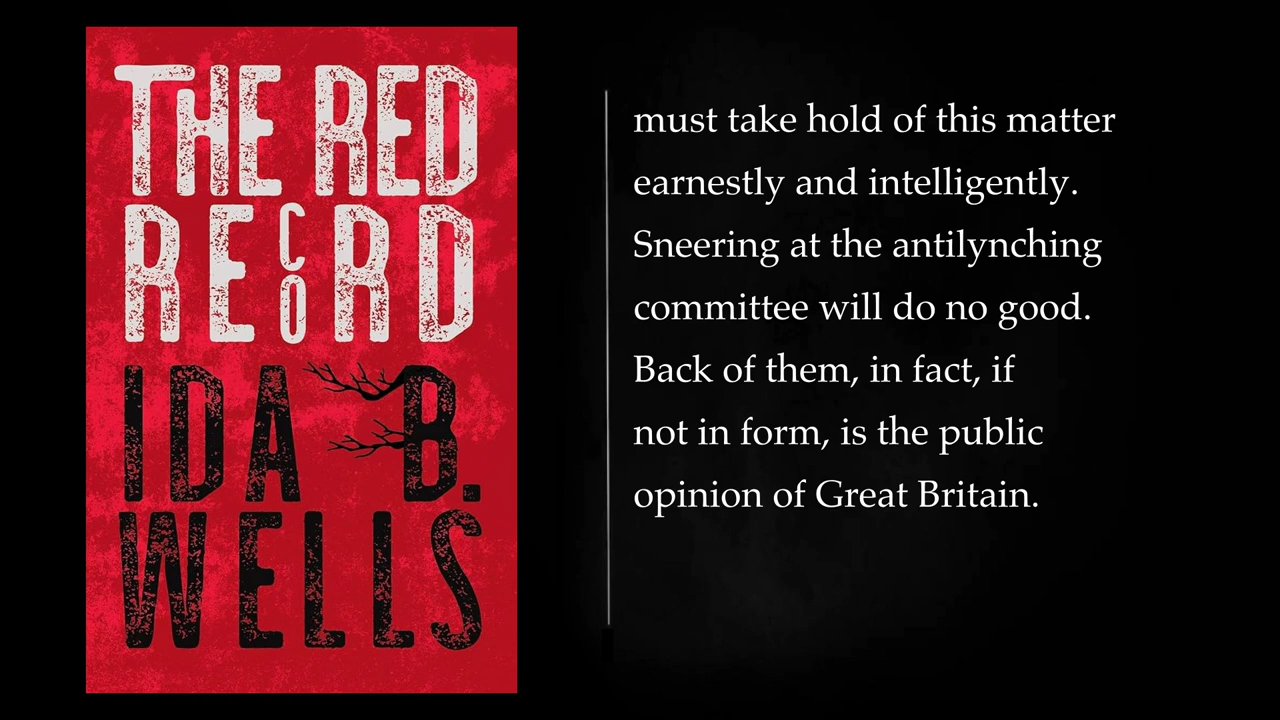 THE RED
RECORD
IDA B.
WELLS
must take hold of this matter
earnestly and intelligently.
Sneering at the antilynching
committee will do no good.
Back of them, in fact, if
not in form, is the public
opinion of Great Britain.